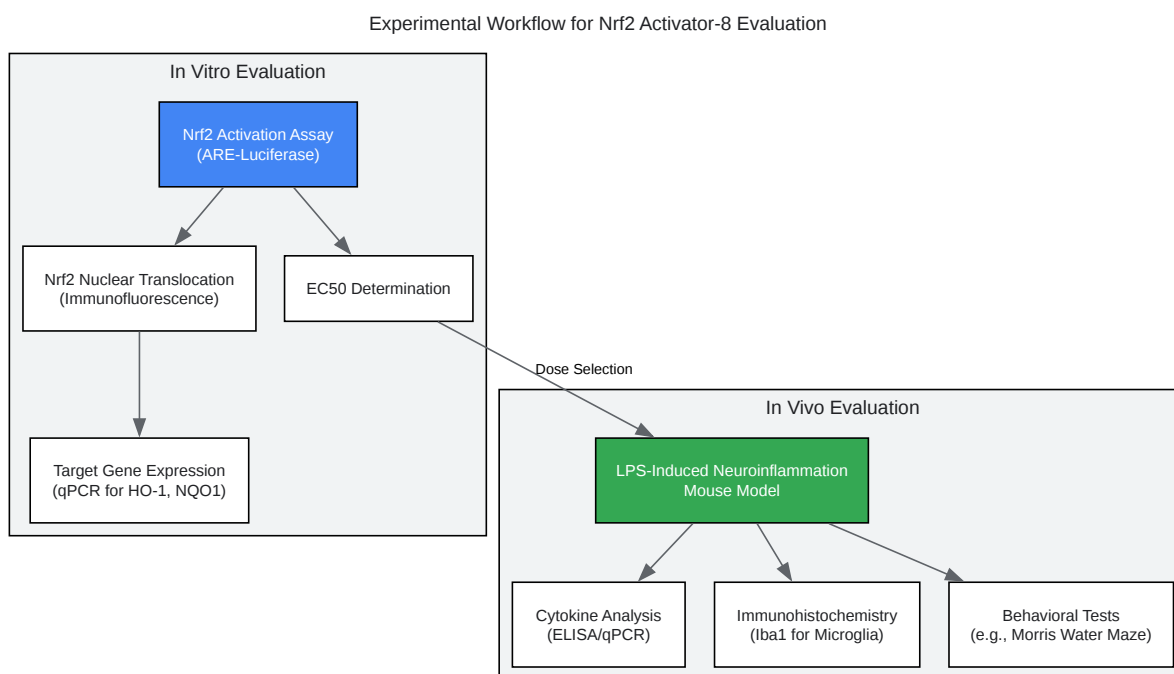 Experimental Workflow for Nrf2 Activator-8 Evaluation
In Vitro Evaluation
Nrf2 Activation Assay
(ARE-Luciferase)
Nrf2 Nuclear Translocation
(Immunofluorescence)
EC50 Determination
Dose Selection
Target Gene Expression
(qPCR for HO-1, NQO1)
In Vivo Evaluation
LPS-Induced Neuroinflammation
Mouse Model
Cytokine Analysis
(ELISA/qPCR)
Immunohistochemistry
(Iba1 for Microglia)
Behavioral Tests
(e.g., Morris Water Maze)